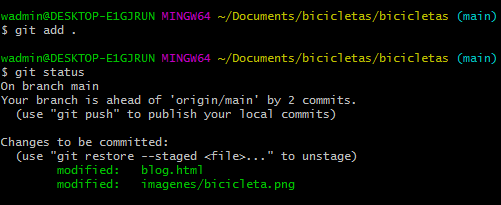 wadmin@DESKTOP-E1GJRUN MINGW64 ~/Documents/bicicletas/bicicletas (main)
$ git add .
wadmin@DESKTOP-E1GJRUN MINGW64 ~/Documents/bicicletas/bicicletas (main)
$ git status
On branch main
Your branch is ahead of 'origin/main' by 2 commits.
(use "git push" to publish your local commits)
Changes to be committed:
(use "git restore --staged <file>..." to unstage)
modified: blog.html
modified: imagenes/bicicleta.png